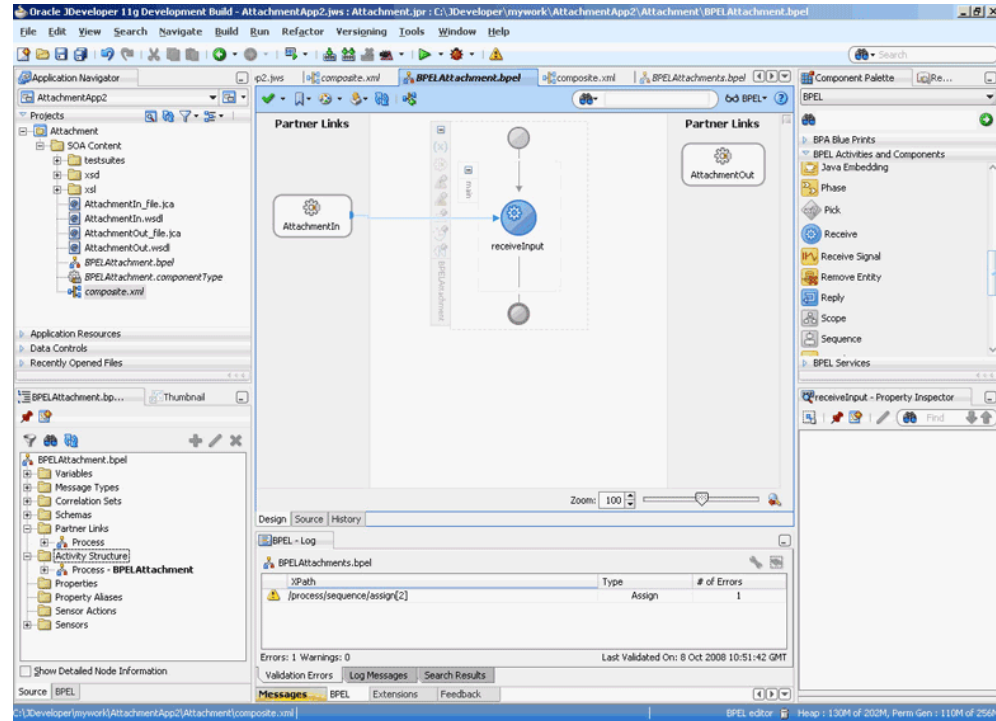 Oracle JDeveloper 11g Development Build - AttachmentApp2.jws : Attachment.jpr : C:\JDeveloper\mywork\AttachmentApp2\Attachment\BPELAttachment.bpel
File Edit View Search Navigate Build Run Refactor Versioning Tools Window Help
Search
Application Navigator
AttachmentApp2
Projects
Attachment
SOA Content
testsuites
xsd
xsl
AttachmentIn_file.jca
AttachmentIn.wsdl
AttachmentOut_file.jca
AttachmentOut.wsdl
BPELAttachment.bpel
BPELAttachment.componentType
composite.xml
Application Resources
Data Controls
Recently Opened Files
p2.jws composite.xml BPELAttachment.bpel composite.xml BPELAttachments.bpel
BPEL
Partner Links
Partner Links
AttachmentIn
main
receiveInput
AttachmentOut
BPELAttachment
Zoom: 100
Design Source History
Component Palette Re...
BPEL
BPA Blue Prints
BPEL Activities and Components
Java Embedding
Phase
Pick
Receive
Receive Signal
Remove Entity
Reply
Scope
Sequence
BPEL Services
BPELAttachment.bp... Thumbnail
BPELAttachment.bpel
Variables
Message Types
Correlation Sets
Schemas
Partner Links
Process
Activity Structure
Process - BPELAttachment
Properties
Property Aliases
Sensor Actions
Sensors
Show Detailed Node Information
Source BPEL
BPEL - Log
BPELAttachments.bpel
XPath Type # of Errors
/process/sequence/assign[2] Assign 1
Errors: 1 Warnings: 0 Last Validated On: 8 Oct 2008 10:51:42 GMT
Validation Errors Log Messages Search Results
Messages BPEL Extensions Feedback
receiveInput - Property Inspector
Find
C:\JDeveloper\mywork\AttachmentApp2\Attachment\composite.xml
BPEL editor Heap : 130M of 202M, Perm Gen : 110M of 256M